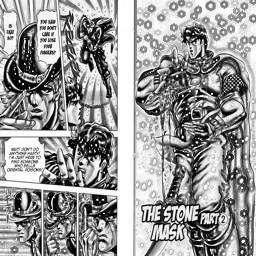 YOU SAID
YOU DON'T
CARE IF
YOU LOSE
YOUR
FINGERS?
IS
THAT
SO?
WAIT! DON'T DO
ANYTHING HASTY!
I'M JUST HERE TO
FIND SOMEONE
WHO SELLS
ORIENTAL POISONS!
THE STONE
MASK
PART 2